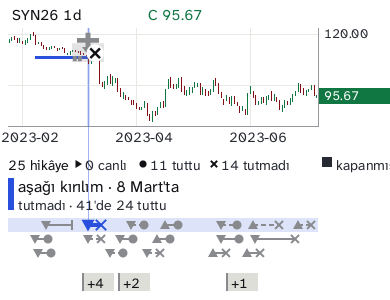 SYN26 1d C 95.67
120.00
95.67
2023-02 2023-04 2023-06
25 hikâye 0 canlı 11 tuttu 14 tutmadı
aşağı kırılım · 8 Mart'ta
tutmadı · 41'de 24 tuttu
+4 +2 +1